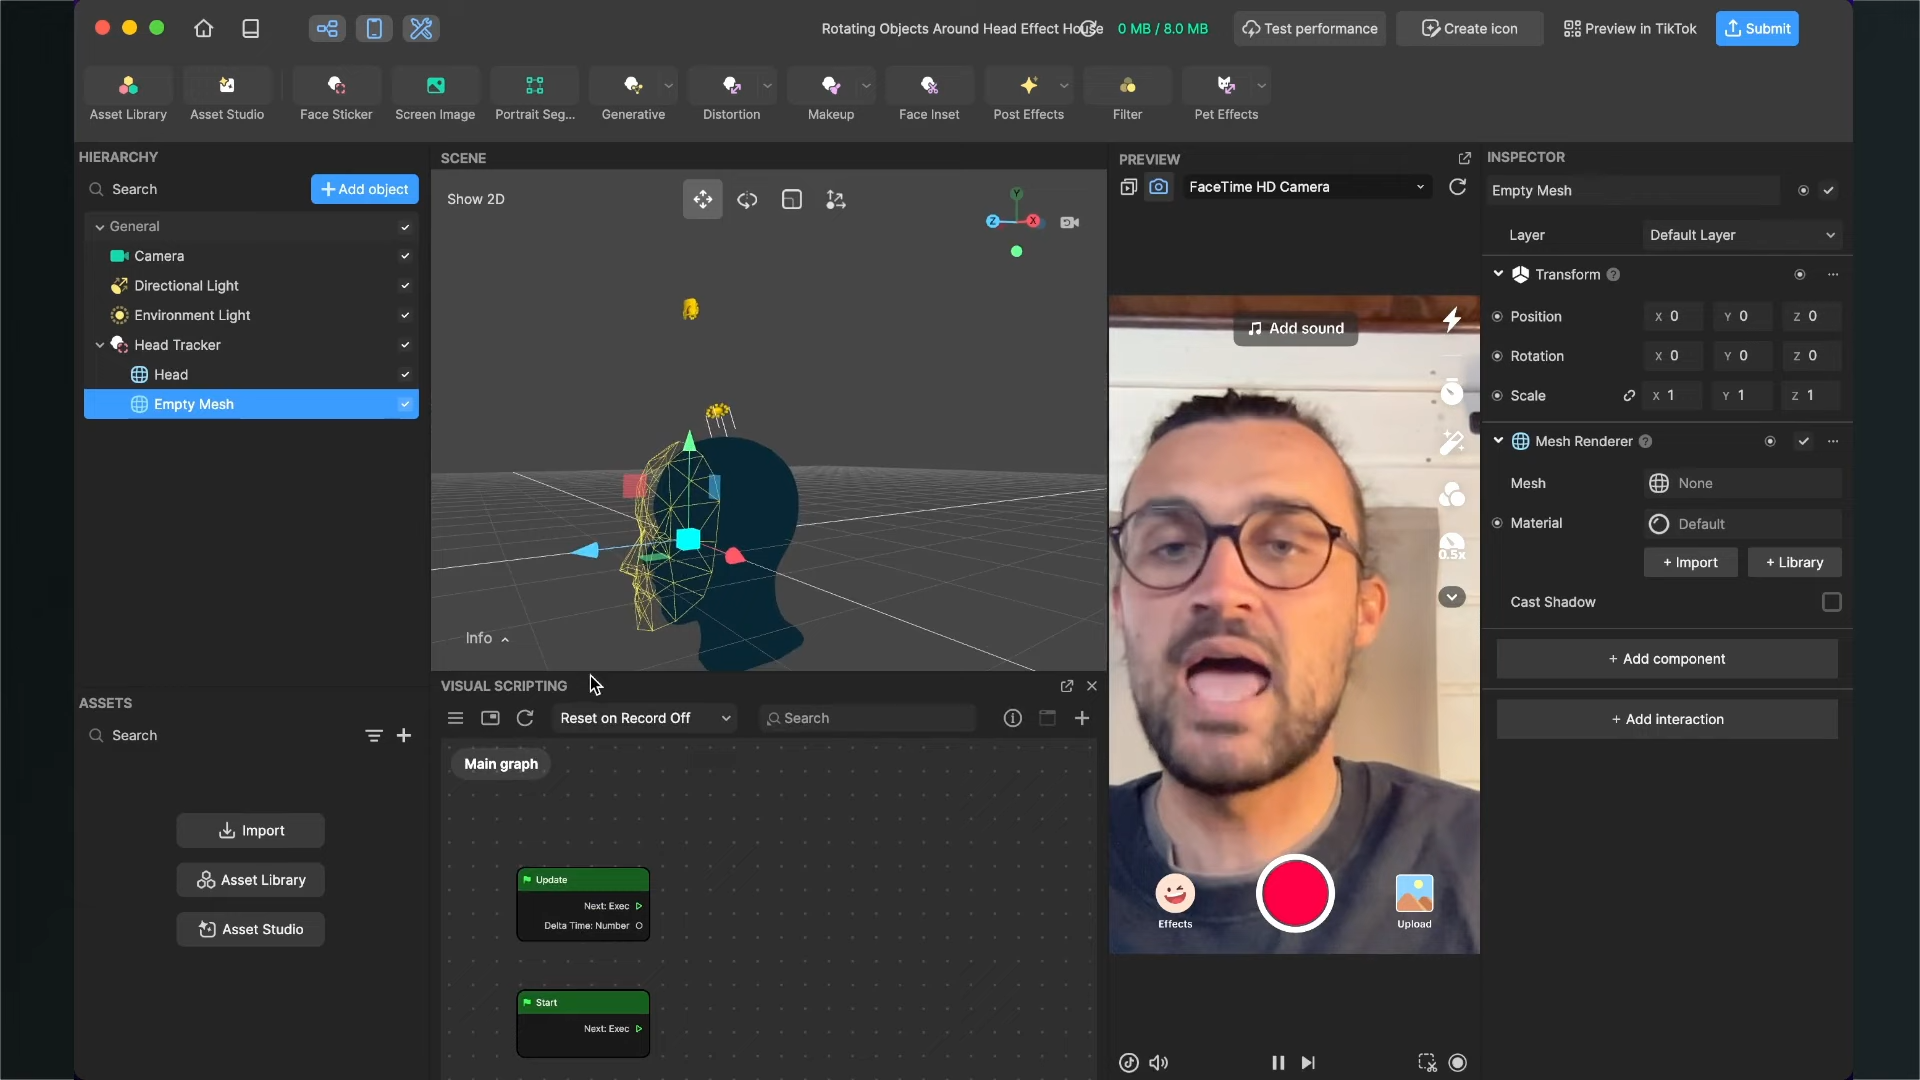 Rotating Objects Around Head Effect House
0 MB / 8.0 MB
Test performance
Create icon
Preview in TikTok
Submit
Asset Library
Asset Studio
Face Sticker
Screen Image
Portrait Seg...
Generative
Distortion
Makeup
Face Inset
Post Effects
Filter
Pet Effects
HIERARCHY
Search
+ Add object
General
Camera
Directional Light
Environment Light
Head Tracker
Head
Empty Mesh
ASSETS
Search
Import
Asset Library
Asset Studio
SCENE
Show 2D
Y
Z
X
Info
VISUAL SCRIPTING
Reset on Record Off
Search
Main graph
Update
Next: Exec
Delta Time: Number
Start
Next: Exec
PREVIEW
FaceTime HD Camera
Add sound
0.5x
Effects
Upload
INSPECTOR
Empty Mesh
Layer Default Layer
Transform ?
Position X 0 Y 0 Z 0
Rotation X 0 Y 0 Z 0
Scale X 1 Y 1 Z 1
Mesh Renderer ?
Mesh None
Material Default
+ Import + Library
Cast Shadow
+ Add component
+ Add interaction